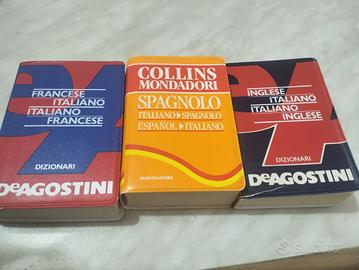 FRANCESE
ITALIANO
ITALIANO
FRANCESE
DIZIONARI
DeAGOSTINI
COLLINS
MONDADORI
SPAGNOLO
ITALIANO▸SPAGNOLO
ESPAÑOL▸ITALIANO
MONDADORI
INGLESE
ITALIANO
ITALIANO
INGLESE
DIZIONARI
DeAGOSTINI
subito